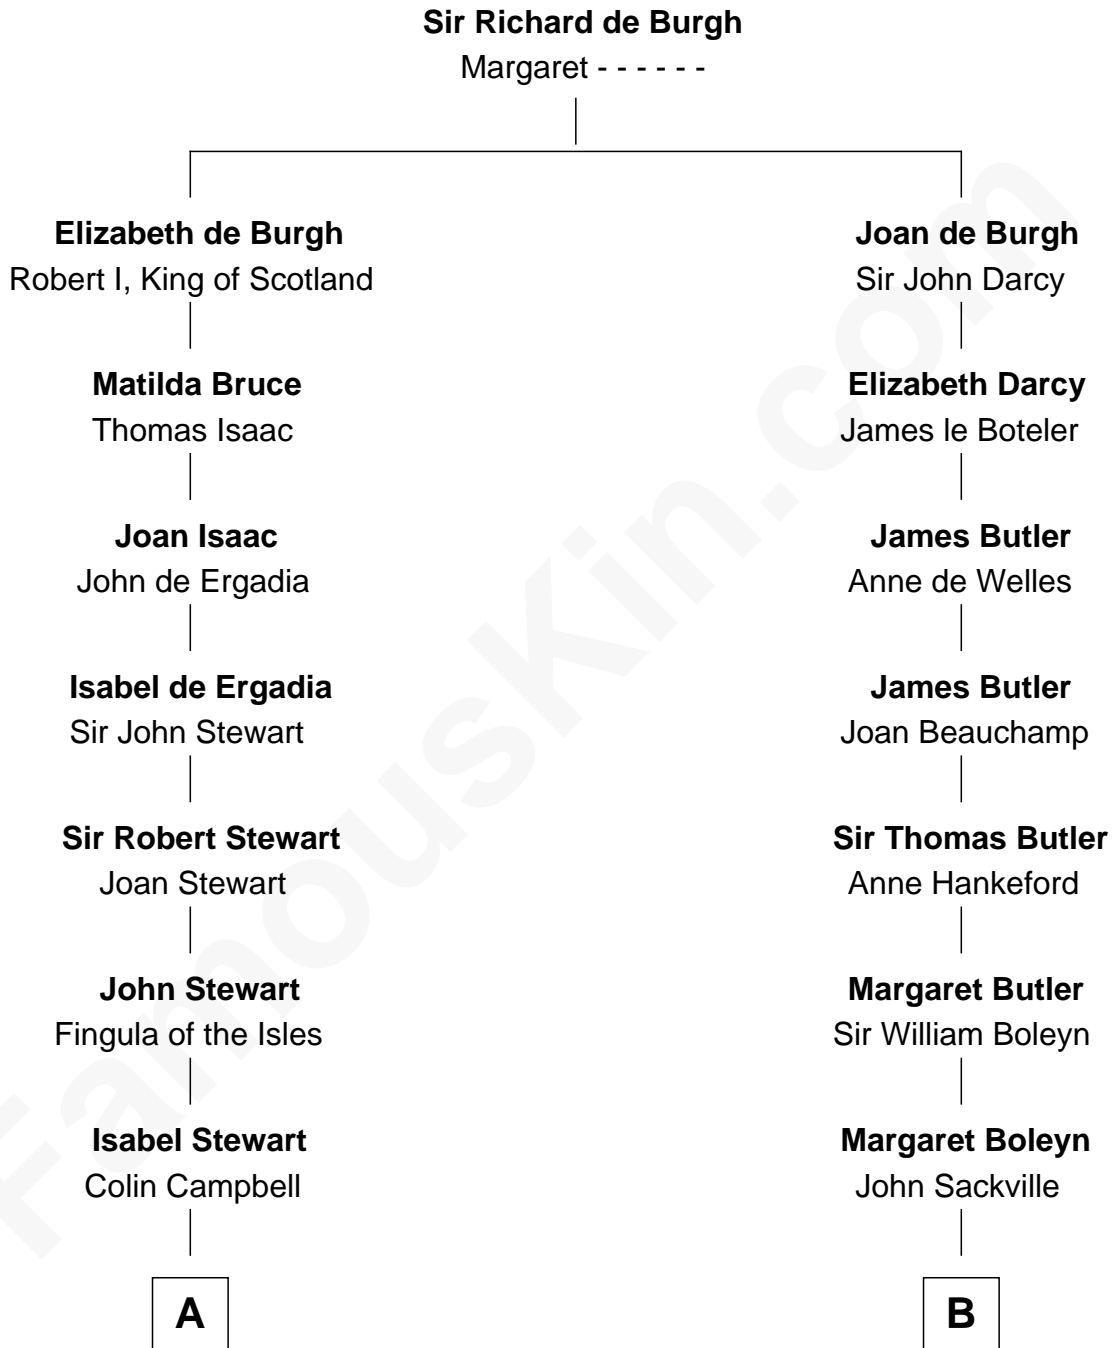 Sir Richard de Burgh
Margaret - - - - - -
Elizabeth de Burgh
Robert I, King of Scotland
Joan de Burgh
Sir John Darcy
Matilda Bruce
Thomas Isaac
Elizabeth Darcy
James le Boteler
Joan Isaac
John de Ergadia
James Butler
Anne de Welles
Isabel de Ergadia
Sir John Stewart
James Butler
Joan Beauchamp
Sir Robert Stewart
Joan Stewart
Sir Thomas Butler
Anne Hankeford
John Stewart
Fingula of the Isles
Margaret Butler
Sir William Boleyn
Isabel Stewart
Colin Campbell
Margaret Boleyn
John Sackville
A
B
FamousKin.com